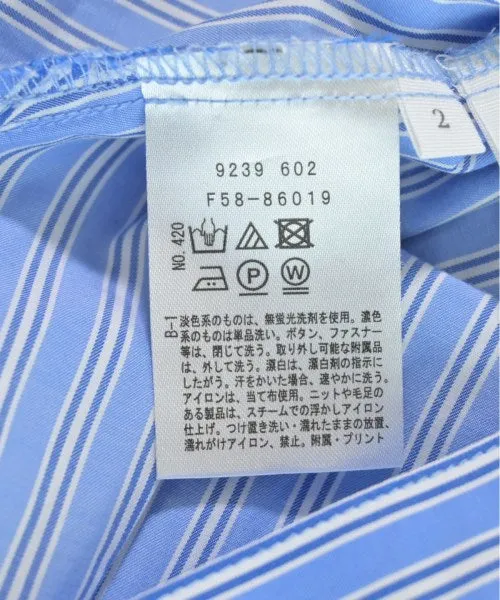 9239 602
F58-86019
2
NO. 420
P
W
B-1
淡色系のものは、無蛍光洗剤を使用。濃色
系のものは単品洗い。ボタン、ファスナー
等は、閉じて洗う。取り外し可能な附属品
は、外して洗う。漂白は、漂白剤の指示に
したがう。汗をかいた場合、速やかに洗う。
アイロンは、当て布使用。ニットや毛足の
ある製品は、スチームでの浮かしアイロン
仕上げ。つけ置き洗い・濡れたままの放置、
濡れがけアイロン、禁止。附属・プリント